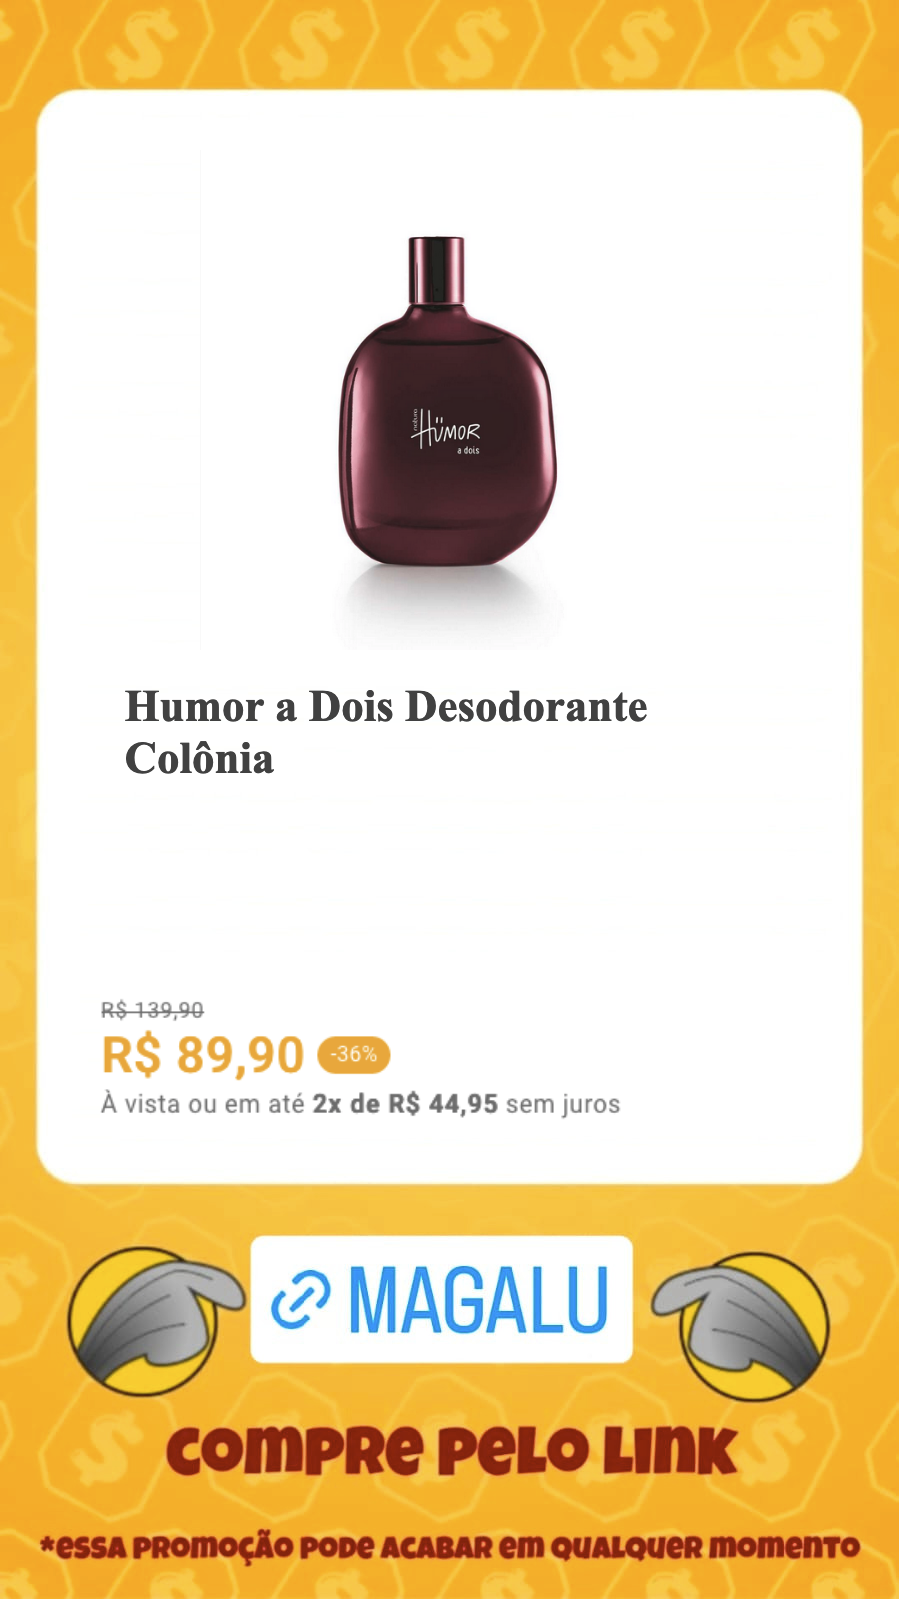 natura
Hümor
a dois
Humor a Dois Desodorante
Colônia
R$ 139,90
R$ 89,90 -36%
À vista ou em até 2x de R$ 44,95 sem juros
MAGALU
COMPRE PELO LINK
*ESSA PROMOÇÃO PODE ACABAR EM QUALQUER MOMENTO